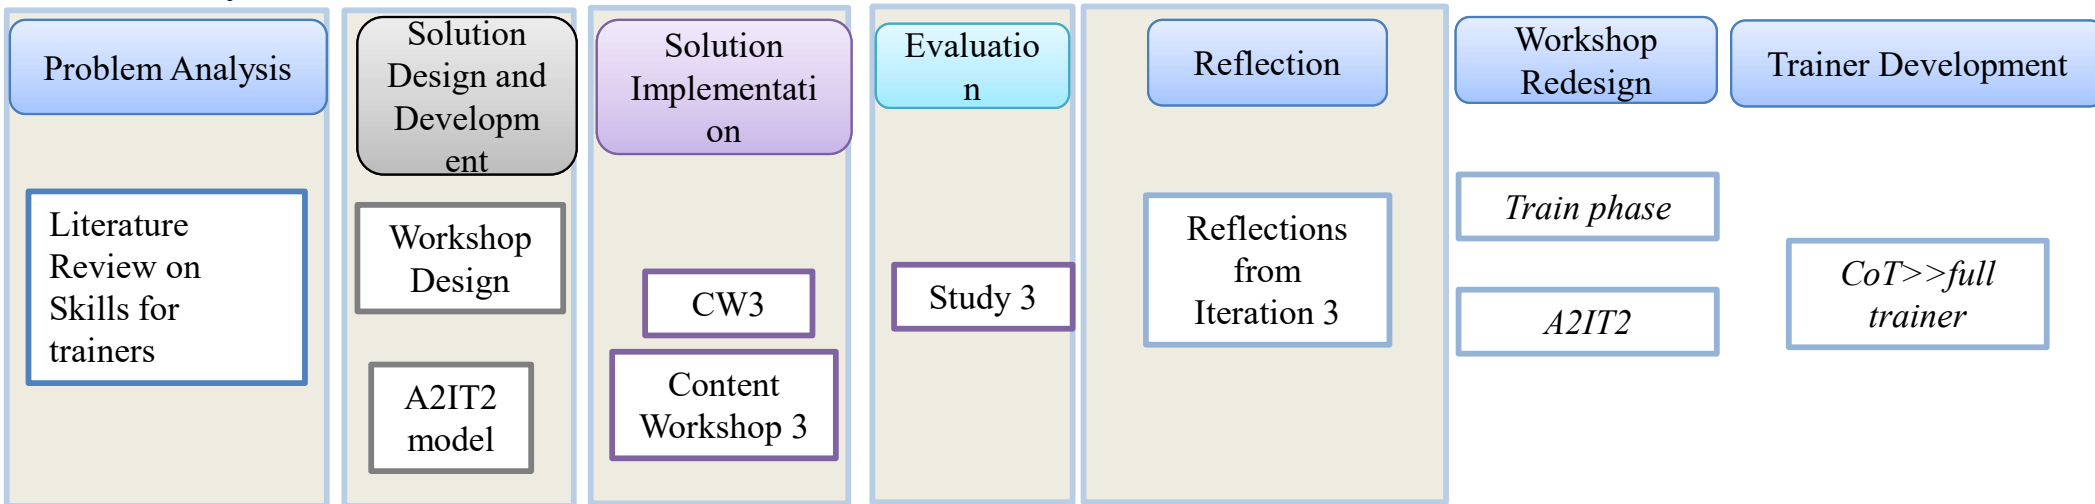 Problem Analysis
Solution
Design and
Developm
ent
Solution
Implementati
on
Evaluatio
n
Reflection
Workshop
Redesign
Trainer Development
Literature
Review on
Skills for
trainers
Workshop
Design
A2IT2
model
CW3
Content
Workshop 3
Study 3
Reflections
from
Iteration 3
Train phase
A2IT2
CoT>>full
trainer